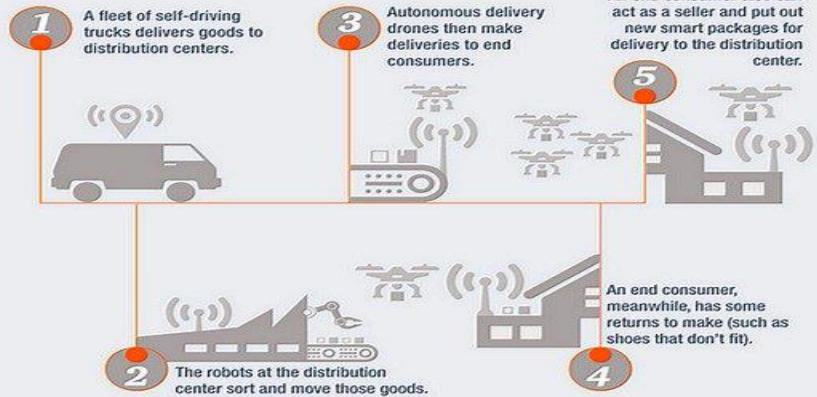 1
A fleet of self-driving
trucks delivers goods to
distribution centers.
2
The robots at the distribution
center sort and move those goods.
3
Autonomous delivery
drones then make
deliveries to end
consumers.
4
An end consumer,
meanwhile, has some
returns to make (such as
shoes that don't fit).
5
act as a seller and put out
new smart packages for
delivery to the distribution
center.